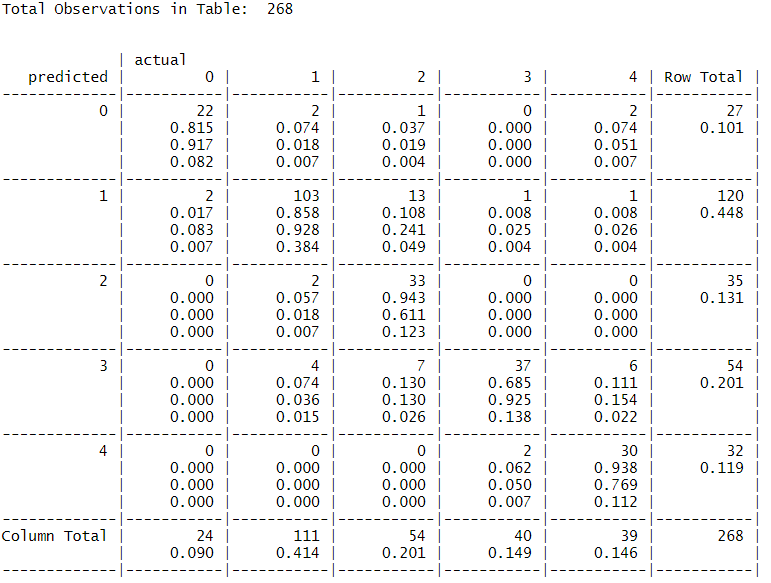 Total Observations in Table:  268
             | actual
   predicted |         0 |         1 |         2 |         3 |         4 | Row Total |
-------------|-----------|-----------|-----------|-----------|-----------|-----------|
           0 |        22 |         2 |         1 |         0 |         2 |        27 |
             |     0.815 |     0.074 |     0.037 |     0.000 |     0.074 |     0.101 |
             |     0.917 |     0.018 |     0.019 |     0.000 |     0.051 |           |
             |     0.082 |     0.007 |     0.004 |     0.000 |     0.007 |           |
-------------|-----------|-----------|-----------|-----------|-----------|-----------|
           1 |         2 |       103 |        13 |         1 |         1 |       120 |
             |     0.017 |     0.858 |     0.108 |     0.008 |     0.008 |     0.448 |
             |     0.083 |     0.928 |     0.241 |     0.025 |     0.026 |           |
             |     0.007 |     0.384 |     0.049 |     0.004 |     0.004 |           |
-------------|-----------|-----------|-----------|-----------|-----------|-----------|
           2 |         0 |         2 |        33 |         0 |         0 |        35 |
             |     0.000 |     0.057 |     0.943 |     0.000 |     0.000 |     0.131 |
             |     0.000 |     0.018 |     0.611 |     0.000 |     0.000 |           |
             |     0.000 |     0.007 |     0.123 |     0.000 |     0.000 |           |
-------------|-----------|-----------|-----------|-----------|-----------|-----------|
           3 |         0 |         4 |         7 |        37 |         6 |        54 |
             |     0.000 |     0.074 |     0.130 |     0.685 |     0.111 |     0.201 |
             |     0.000 |     0.036 |     0.130 |     0.925 |     0.154 |           |
             |     0.000 |     0.015 |     0.026 |     0.138 |     0.022 |           |
-------------|-----------|-----------|-----------|-----------|-----------|-----------|
           4 |         0 |         0 |         0 |         2 |        30 |        32 |
             |     0.000 |     0.000 |     0.000 |     0.062 |     0.938 |     0.119 |
             |     0.000 |     0.000 |     0.000 |     0.050 |     0.769 |           |
             |     0.000 |     0.000 |     0.000 |     0.007 |     0.112 |           |
-------------|-----------|-----------|-----------|-----------|-----------|-----------|
Column Total |        24 |       111 |        54 |        40 |        39 |       268 |
             |     0.090 |     0.414 |     0.201 |     0.149 |     0.146 |           |
-------------|-----------|-----------|-----------|-----------|-----------|-----------|